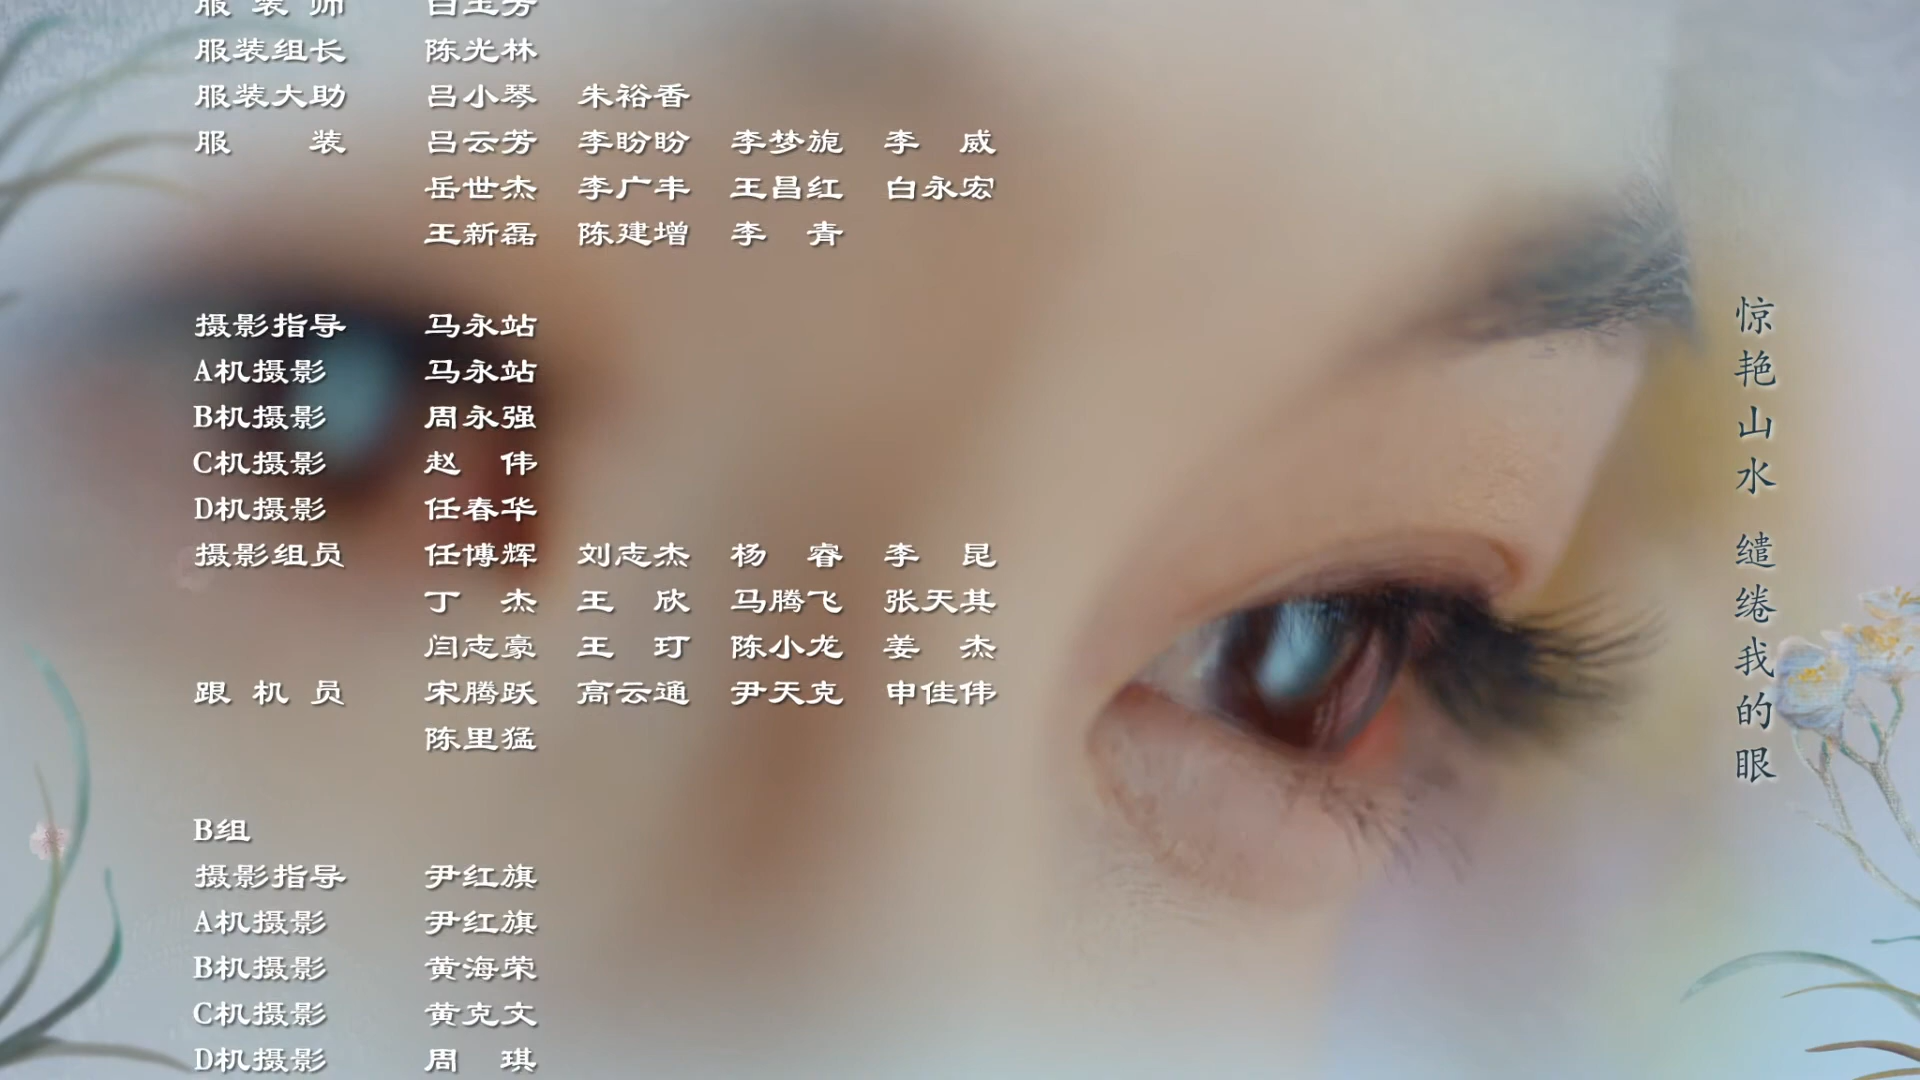 服 装 师 白玉芳
服装组长 陈光林
服装大助 吕小琴 朱裕香
服 装 吕云芳 李盼盼 李梦旎 李 威
岳世杰 李广丰 王昌红 白永宏
王新磊 陈建增 李 青
摄影指导 马永站
A机摄影 马永站
B机摄影 周永强
C机摄影 赵 伟
D机摄影 任春华
摄影组员 任博辉 刘志杰 杨 睿 李 昆
丁 杰 王 欣 马腾飞 张天其
闫志豪 王 玎 陈小龙 姜 杰
跟 机 员 宋腾跃 高云通 尹天克 申佳伟
陈里猛
B组
摄影指导 尹红旗
A机摄影 尹红旗
B机摄影 黄海荣
C机摄影 黄克文
D机摄影 周 琪
惊艳山水 缱绻我的眼